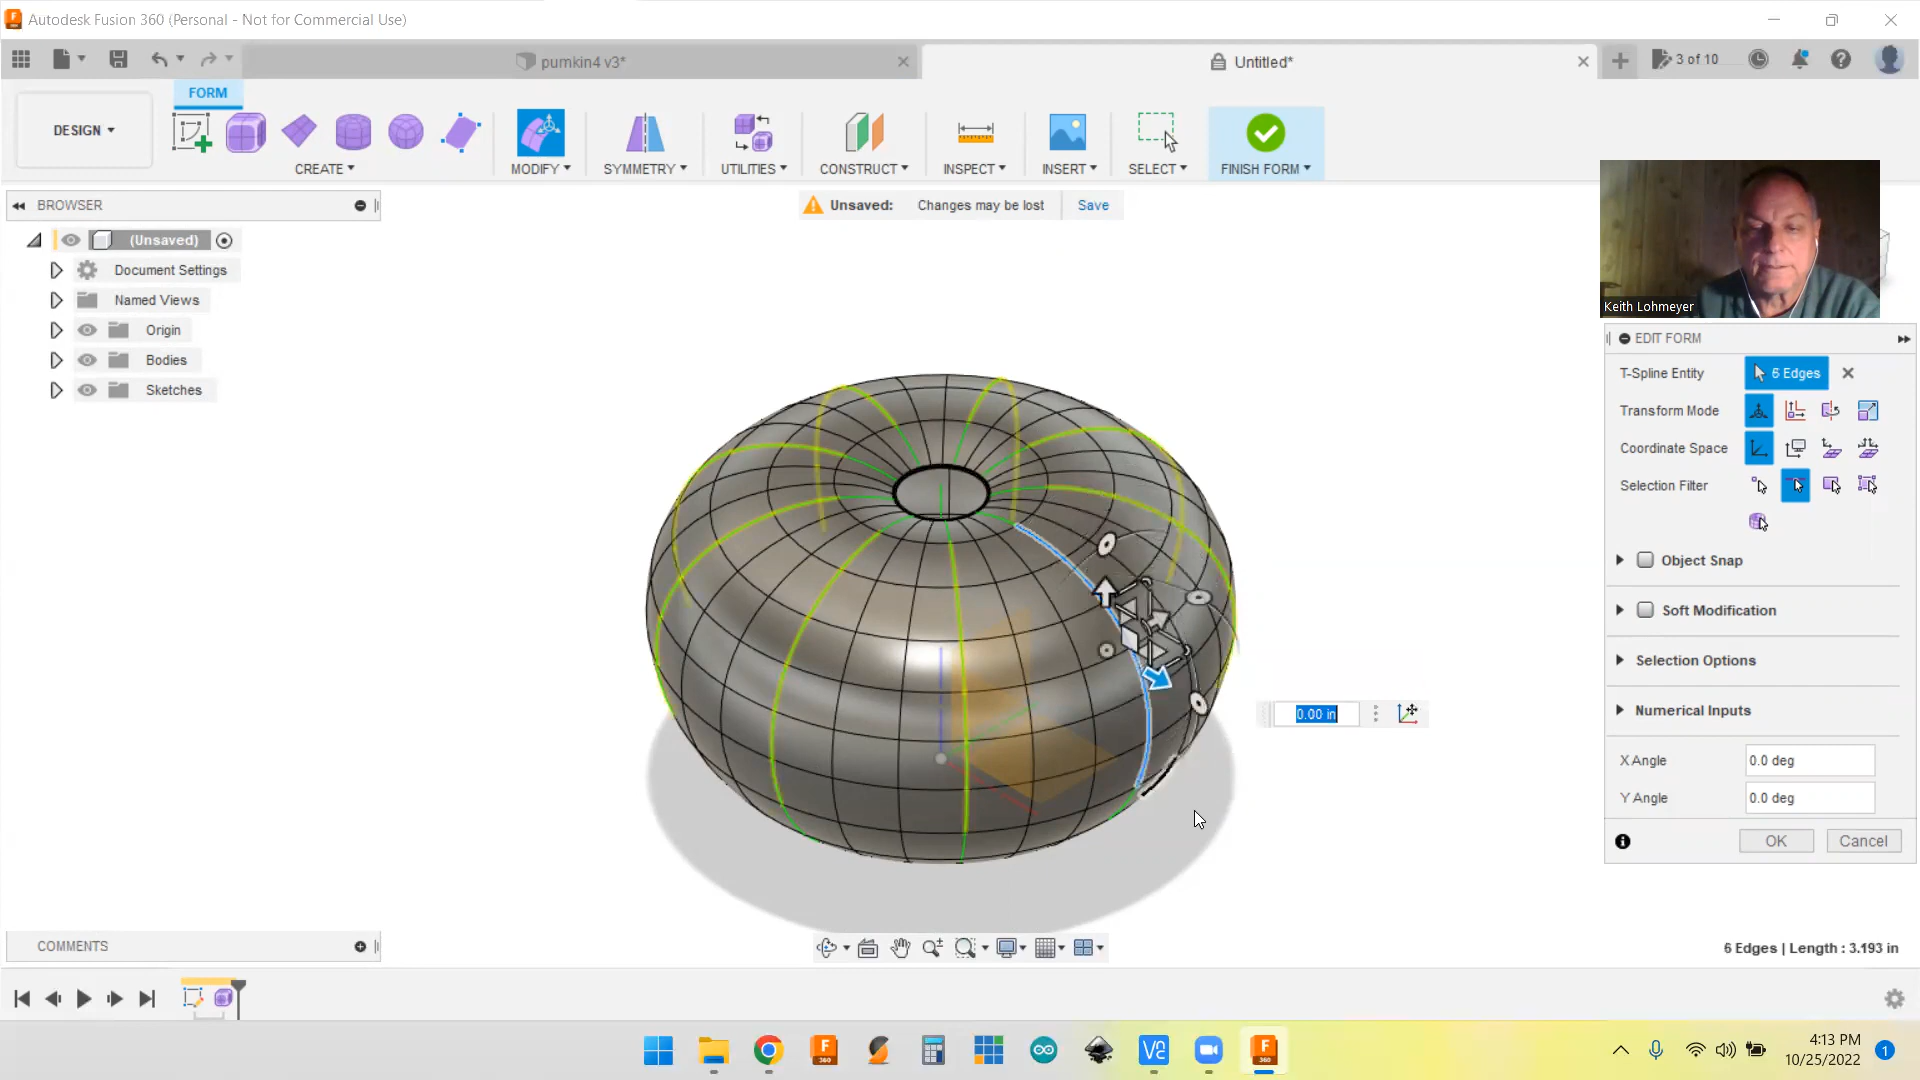 Autodesk Fusion 360 (Personal - Not for Commercial Use)
pumkin4 v3*
Untitled*
3 of 10
FORM
DESIGN
CREATE
MODIFY
SYMMETRY
UTILITIES
CONSTRUCT
INSPECT
INSERT
SELECT
FINISH FORM
BROWSER
Unsaved: Changes may be lost Save
(Unsaved)
Document Settings
Named Views
Origin
Bodies
Sketches
Keith Lohmeyer
EDIT FORM
T-Spline Entity 6 Edges
Transform Mode
Coordinate Space
Selection Filter
Object Snap
Soft Modification
Selection Options
Numerical Inputs
X Angle 0.0 deg
Y Angle 0.0 deg
OK Cancel
0.00 in
COMMENTS
6 Edges | Length : 3.193 in
F
360
VC
F
360
4:13 PM
10/25/2022
1